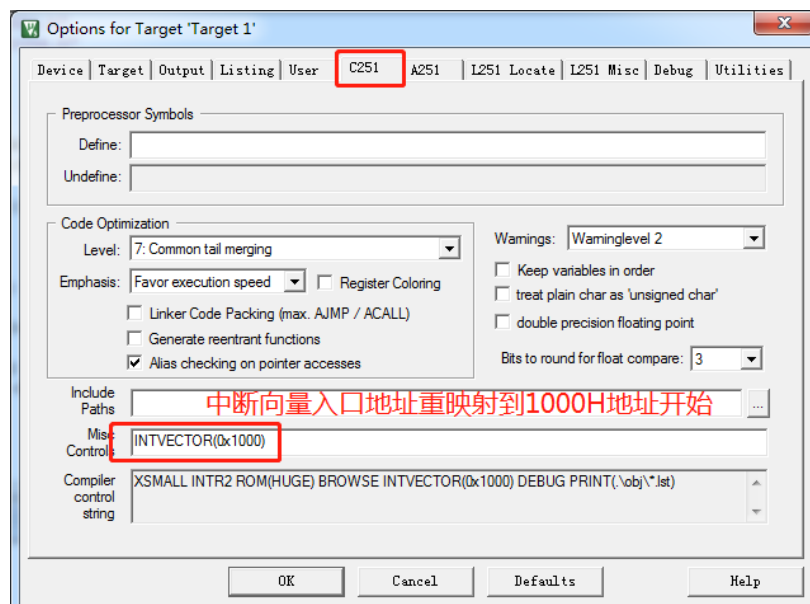 Options for Target 'Target 1'
Device Target Output Listing User C251 A251 L251 Locate L251 Misc Debug Utilities
Preprocessor Symbols
Define:
Undefine:
Code Optimization
Level: 7: Common tail merging
Emphasis: Favor execution speed Register Coloring
Linker Code Packing (max. AJMP / ACALL)
Generate reentrant functions
Alias checking on pointer accesses
Warnings: Warninglevel 2
Keep variables in order
treat plain char as 'unsigned char'
double precision floating point
Bits to round for float compare: 3
Include
Paths
中断向量入口地址重映射到1000H地址开始
...
Misc
Controls
INTVECTOR(0x1000)
Compiler
control
string
XSMALL INTR2 ROM(HUGE) BROWSE INTVECTOR(0x1000) DEBUG PRINT(.\obj\*.lst)
OK Cancel Defaults Help